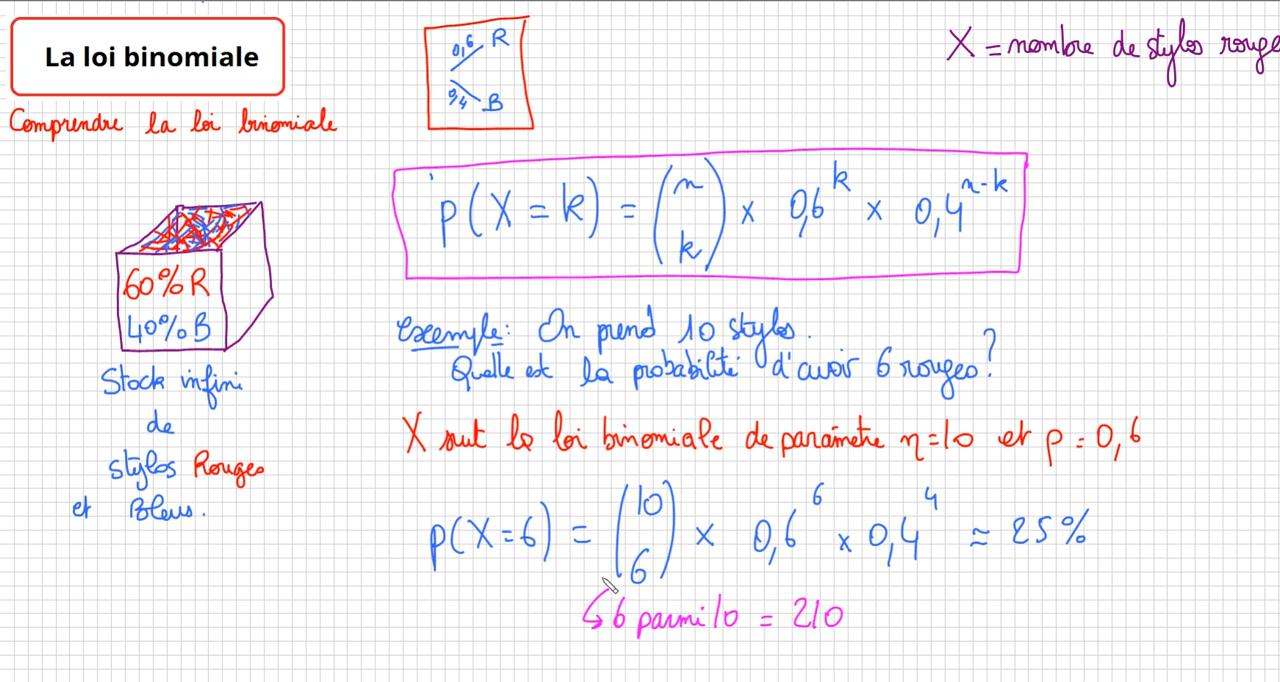 La loi binomiale
Comprendre la loi binomiale
0,6 R
0,4 B
X = nombre de stylos rouge
p(X = k) = (n k) × 0,6^k × 0,4^(n-k)
60% R
40% B
Stock infini
de
stylos Rouges
et Bleus.
Exemple: On prend 10 stylos.
Quelle est la probabilité d'avoir 6 rouges?
X suit la loi binomiale de paramètre n=10 et p=0,6
p(X=6) = (10 6) × 0,6^6 × 0,4^4 ≈ 25%
↳ 6 parmi 10 = 210